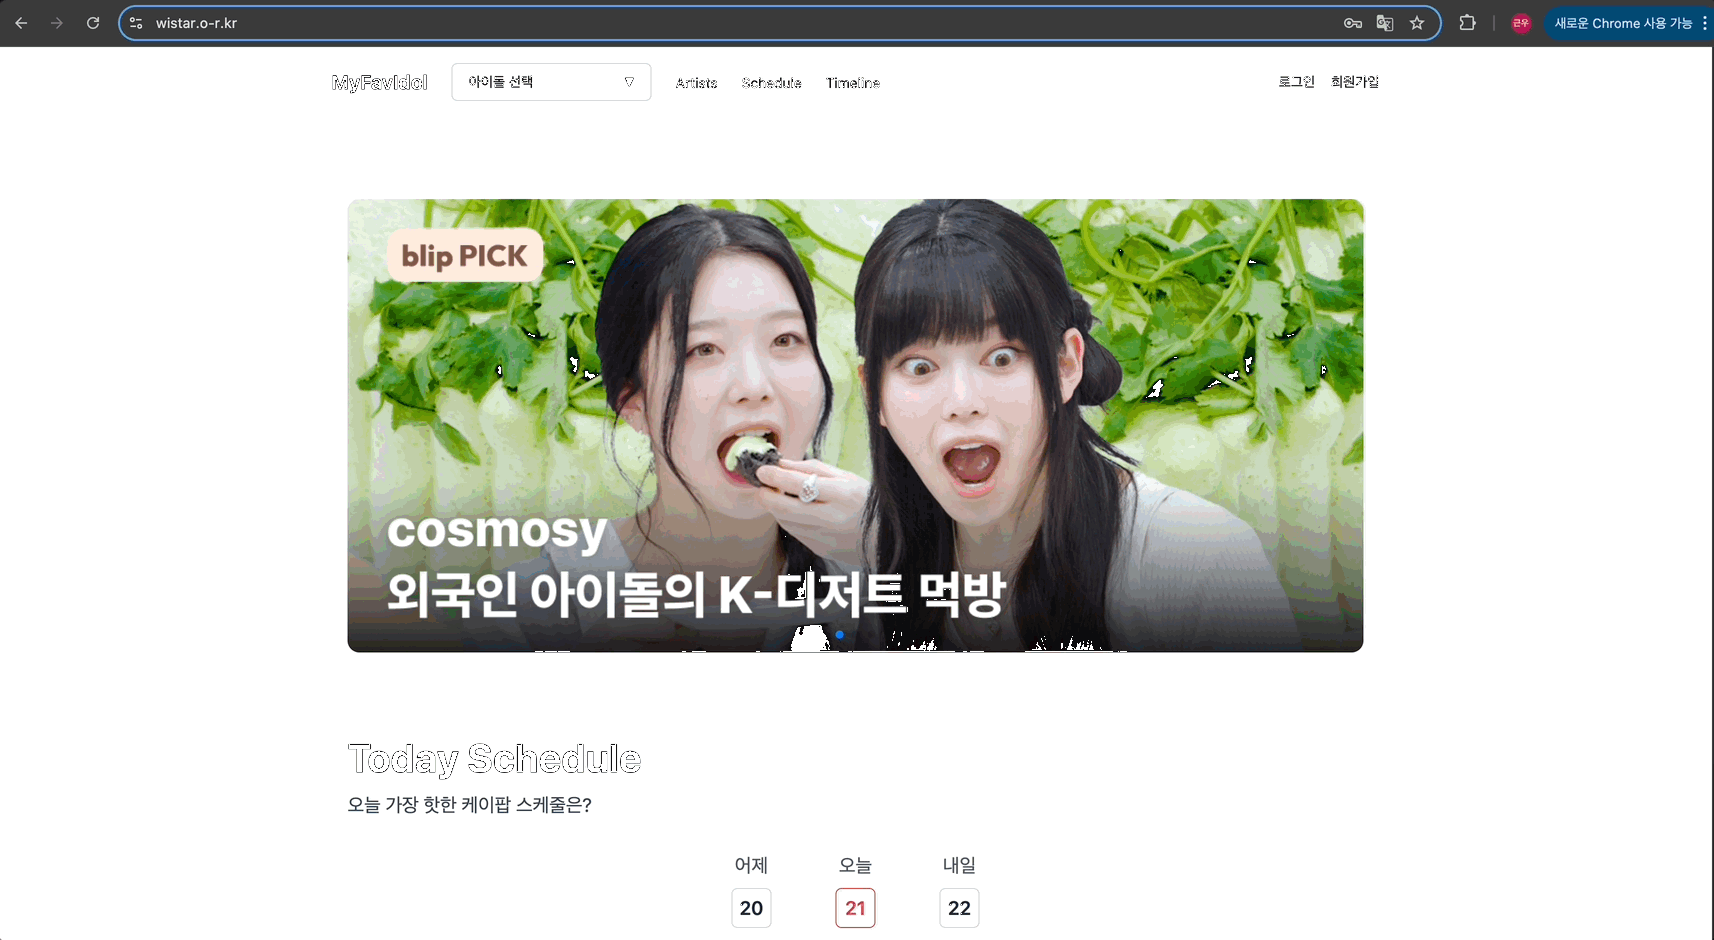 wistar.o-r.kr
근우
새로운 Chrome 사용 가능
MyFavIdol
아이돌 선택
Artists
Schedule
Timeline
로그인
회원가입
blip PICK
cosmosy
외국인 아이돌의 K-디저트 먹방
Today Schedule
오늘 가장 핫한 케이팝 스케줄은?
어제
오늘
내일
20
21
22